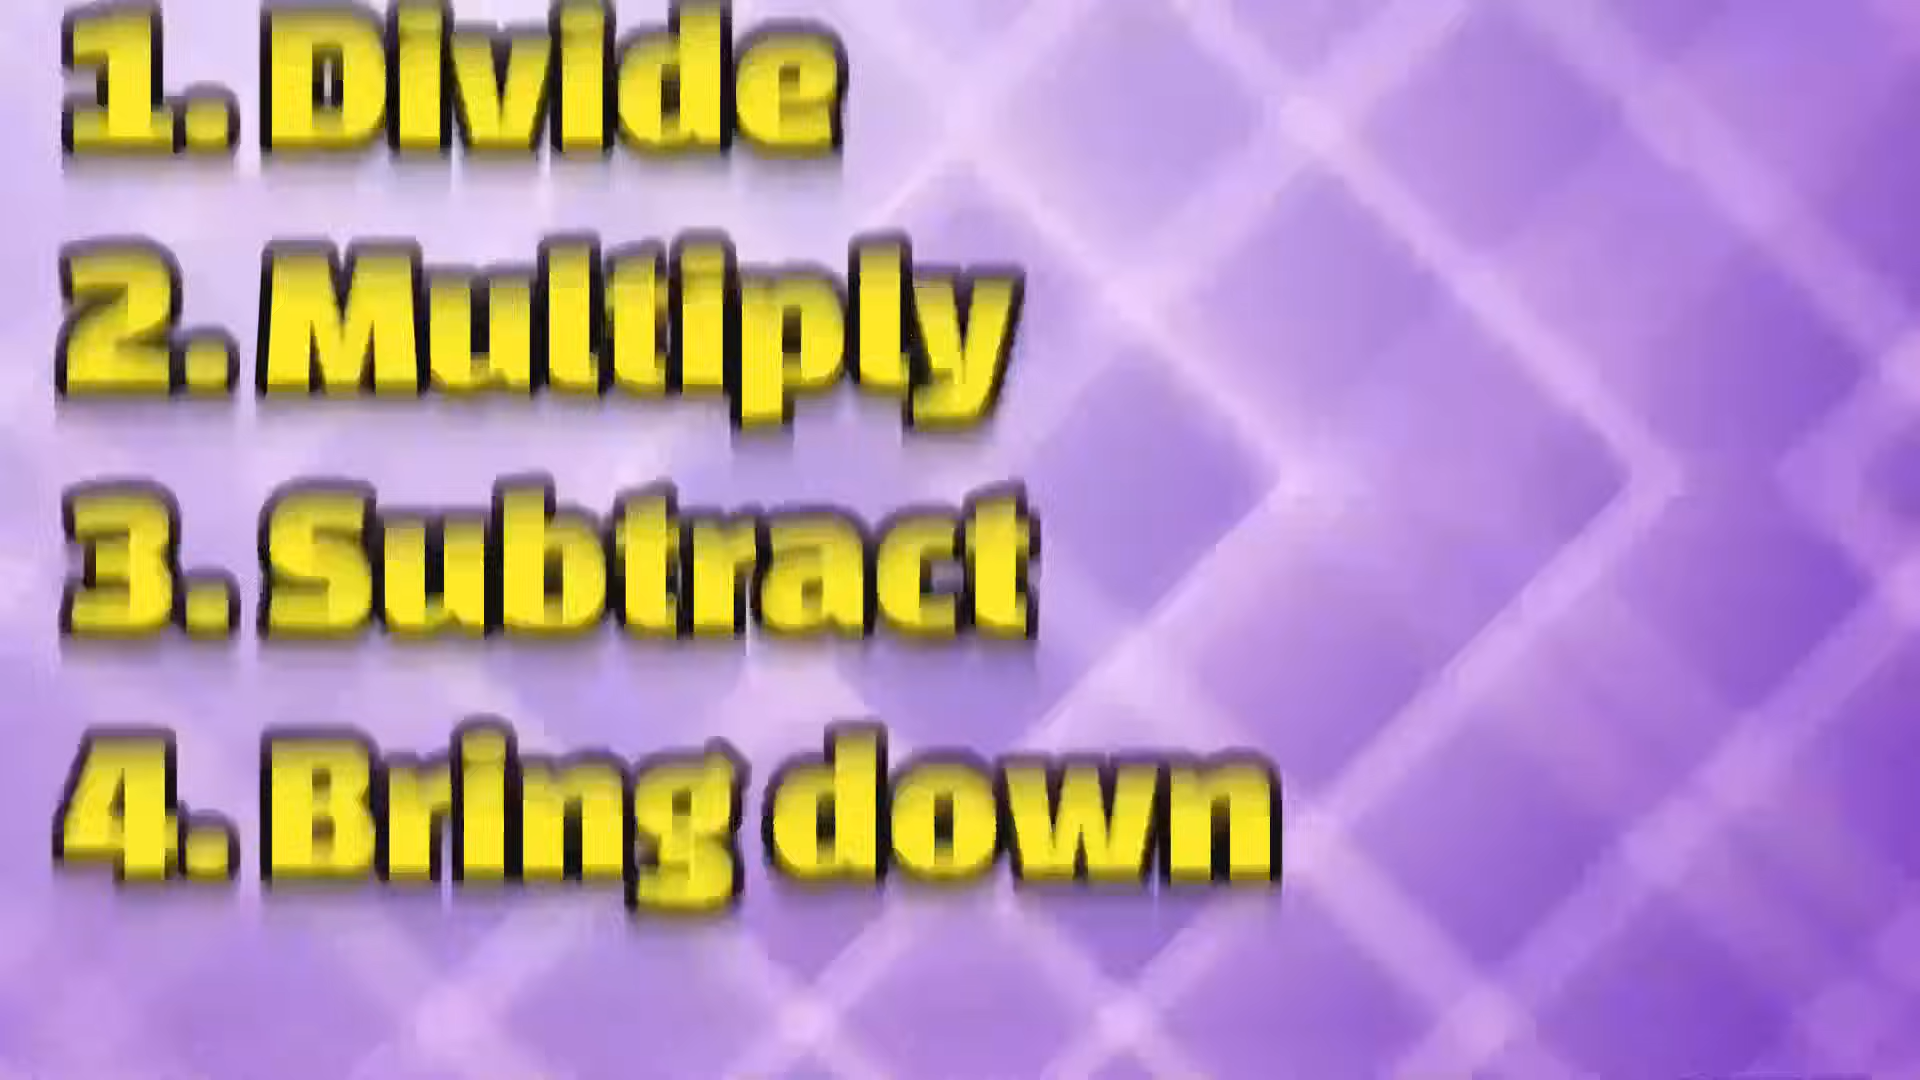 1. Divide
2. Multiply
3. Subtract
4. Bring down